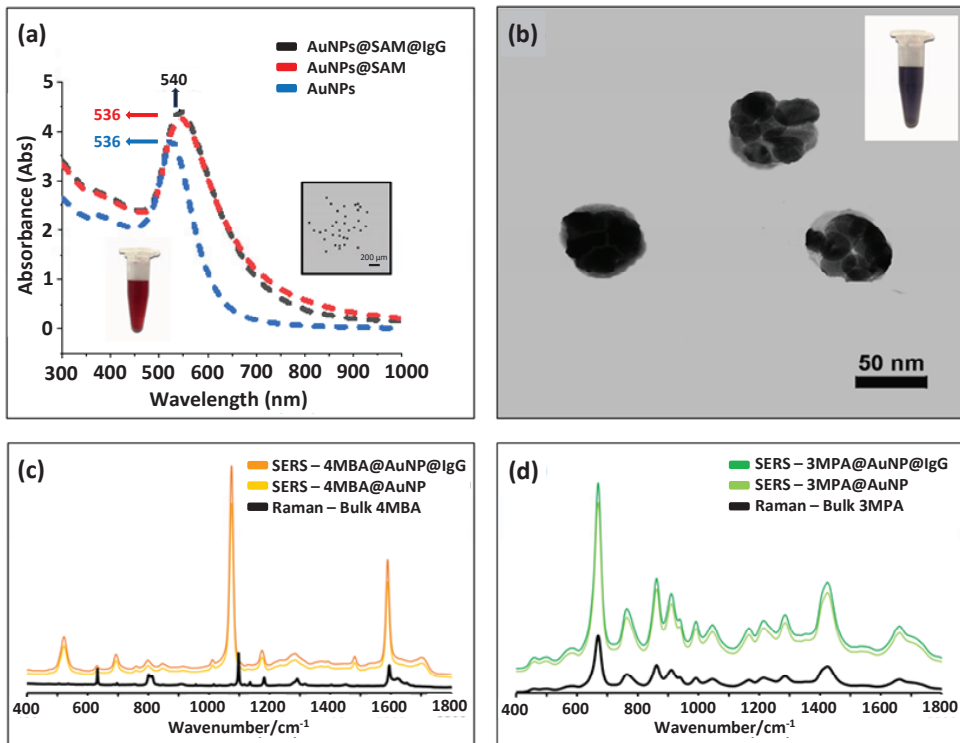 (a)
AuNPs@SAM@IgG
AuNPs@SAM
AuNPs
540
536
536
5
4
3
2
1
0
Absorbance (Abs)
200 µm
300 400 500 600 700 800 900 1000
Wavelength (nm)
(b)
50 nm
(c)
SERS – 4MBA@AuNP@IgG
SERS – 4MBA@AuNP
Raman – Bulk 4MBA
400 600 800 1000 1200 1400 1600 1800
Wavenumber/cm⁻¹
(d)
SERS – 3MPA@AuNP@IgG
SERS – 3MPA@AuNP
Raman – Bulk 3MPA
400 600 800 1000 1200 1400 1600 1800
Wavenumber/cm⁻¹